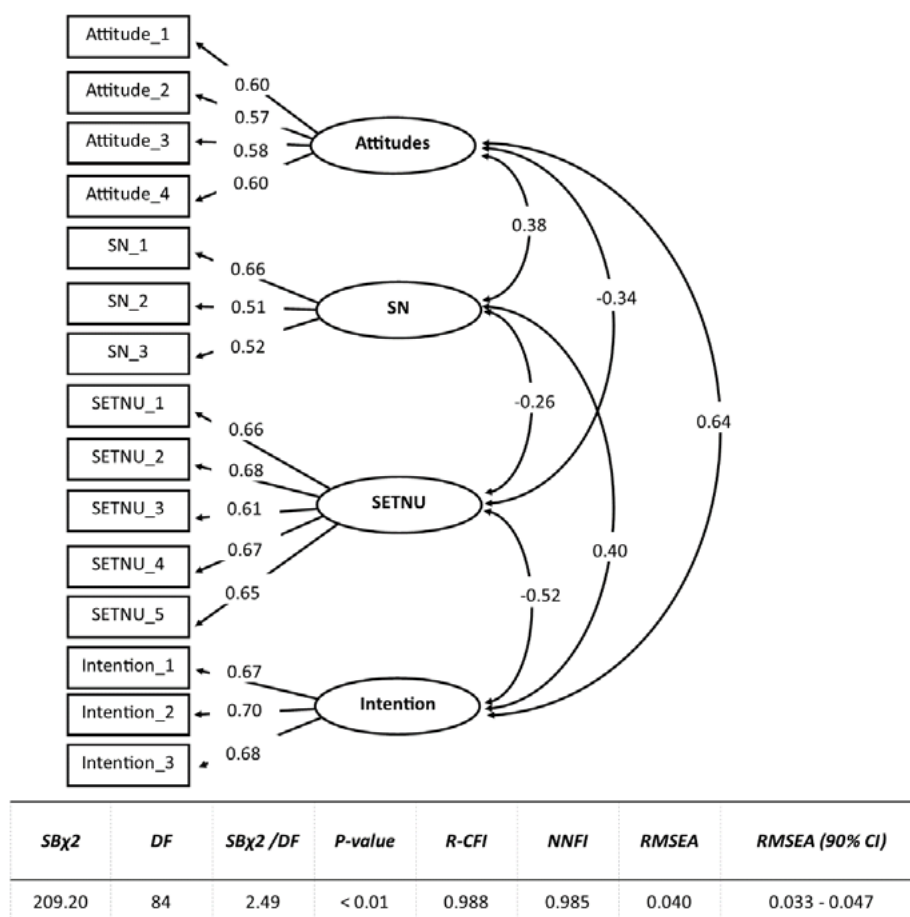 Attitude_1
0.60
Attitude_2
0.57
Attitude_3
0.58
Attitude_4
0.60
Attitudes
SN_1
0.66
SN_2
0.51
SN_3
0.52
SN
SETNU_1
0.66
SETNU_2
0.68
SETNU_3
0.61
SETNU_4
0.67
SETNU_5
0.65
SETNU
Intention_1
0.67
Intention_2
0.70
Intention_3
0.68
Intention
0.38
-0.34
-0.26
0.64
0.40
-0.52
SBχ2 DF SBχ2 /DF P-value R-CFI NNFI RMSEA RMSEA (90% CI)
209.20 84 2.49 < 0.01 0.988 0.985 0.040 0.033 - 0.047